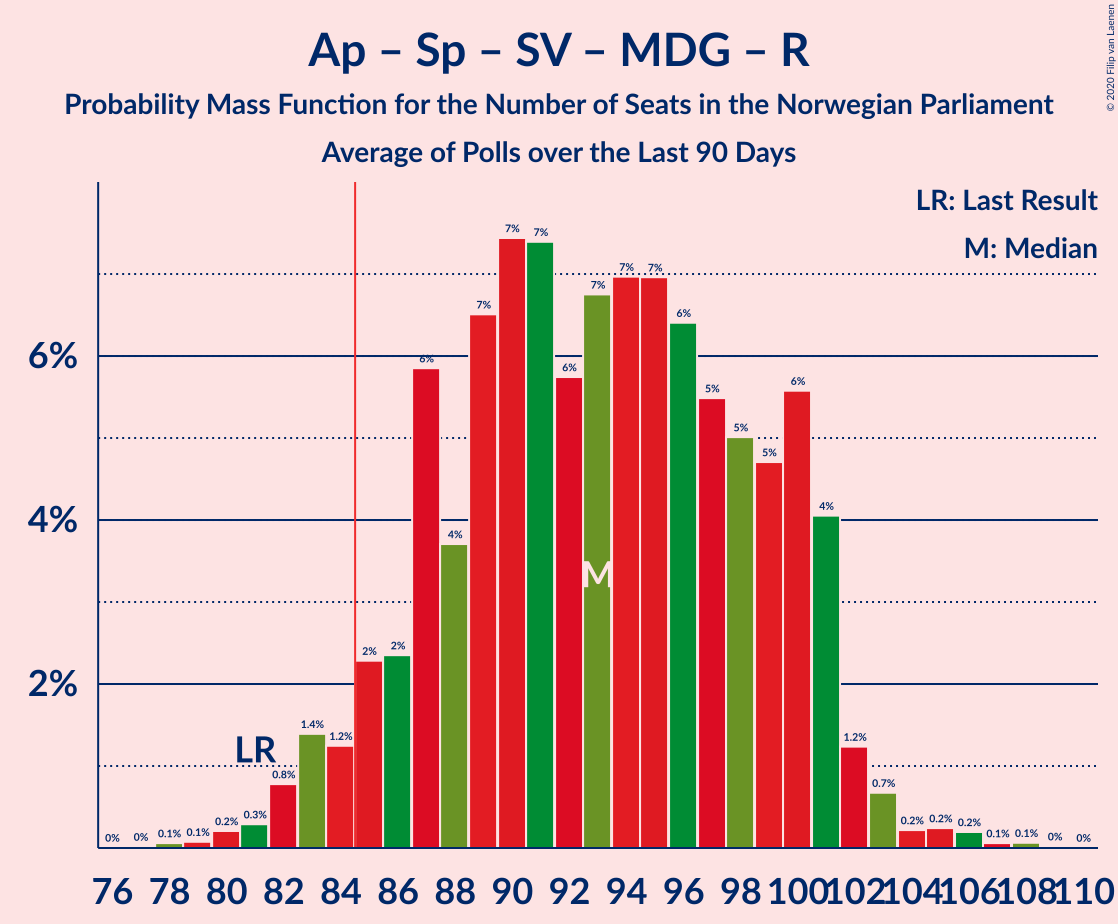 Ap – Sp – SV – MDG – R
Probability Mass Function for the Number of Seats in the Norwegian Parliament
Average of Polls over the Last 90 Days
© 2020 Filip van Laenen
LR: Last Result
M: Median
6%
4%
2%
LR
M
0% 0% 0.1% 0.1% 0.2% 0.3% 0.8% 1.4% 1.2% 2% 2% 6% 4% 7% 7% 7% 6% 7% 7% 7% 6% 5% 5% 5% 6% 4% 1.2% 0.7% 0.2% 0.2% 0.2% 0.1% 0.1% 0% 0%
76 78 80 82 84 86 88 90 92 94 96 98 100 102 104 106 108 110